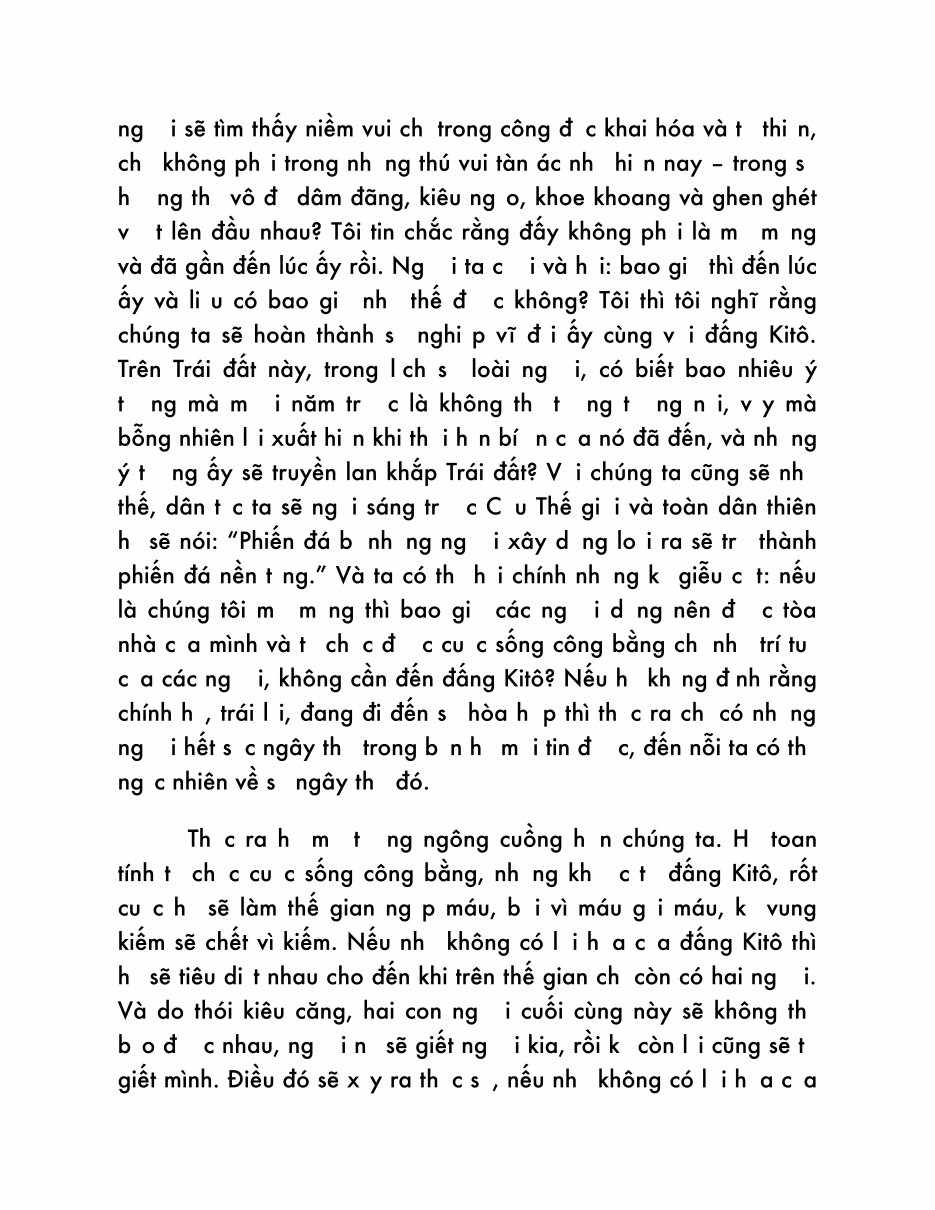 ng i sẽ tìm thấy niềm vui ch trong công đ c khai hóa và t thi n,
ch không ph i trong nh ng thú vui tàn ác nh hi n nay – trong s
h ng th vô đ dâm đãng, kiêu ng o, khoe khoang và ghen ghét
v t lên đầu nhau? Tôi tin chắc rằng đấy không ph i là m m ng
và đã gần đến lúc ấy rồi. Ng i ta c i và h i: bao gi thì đến lúc
ấy và li u có bao gi nh thế đ c không? Tôi thì tôi nghĩ rằng
chúng ta sẽ hoàn thành s nghi p vĩ đ i ấy cùng v i đấng Kitô.
Trên Trái đất này, trong l ch s loài ng i, có biết bao nhiêu ý
t ng mà m i năm tr c là không th t ng t ng n i, v y mà
bỗng nhiên l i xuất hi n khi th i h n bí n c a nó đã đến, và nh ng
ý t ng ấy sẽ truyền lan khắp Trái đất? V i chúng ta cũng sẽ nh
thế, dân t c ta sẽ ng i sáng tr c C u Thế gi i và toàn dân thiên
h sẽ nói: “Phiến đá b nh ng ng i xây d ng lo i ra sẽ tr thành
phiến đá nền t ng.” Và ta có th h i chính nh ng k giễu c t: nếu
là chúng tôi m m ng thì bao gi các ng i d ng nên đ c tòa
nhà c a mình và t ch c đ c cu c sống công bằng ch nh trí tu
c a các ng i, không cần đến đấng Kitô? Nếu h kh ng đ nh rằng
chính h , trái l i, đang đi đến s hòa h p thì th c ra ch có nh ng
ng i hết s c ngây th trong b n h m i tin đ c, đến nỗi ta có th
ng c nhiên về s ngây th đó.
Th c ra h m t ng ngông cuồng h n chúng ta. H toan
tính t ch c cu c sống công bằng, nh ng kh c t đấng Kitô, rốt
cu c h sẽ làm thế gian ng p máu, b i vì máu g i máu, k vung
kiếm sẽ chết vì kiếm. Nếu nh không có l i h a c a đấng Kitô thì
h sẽ tiêu di t nhau cho đến khi trên thế gian ch còn có hai ng i.
Và do thói kiêu căng, hai con ng i cuối cùng này sẽ không th
b o đ c nhau, ng i n sẽ giết ng i kia, rồi k còn l i cũng sẽ t
giết mình. Điều đó sẽ x y ra th c s , nếu nh không có l i h a c a